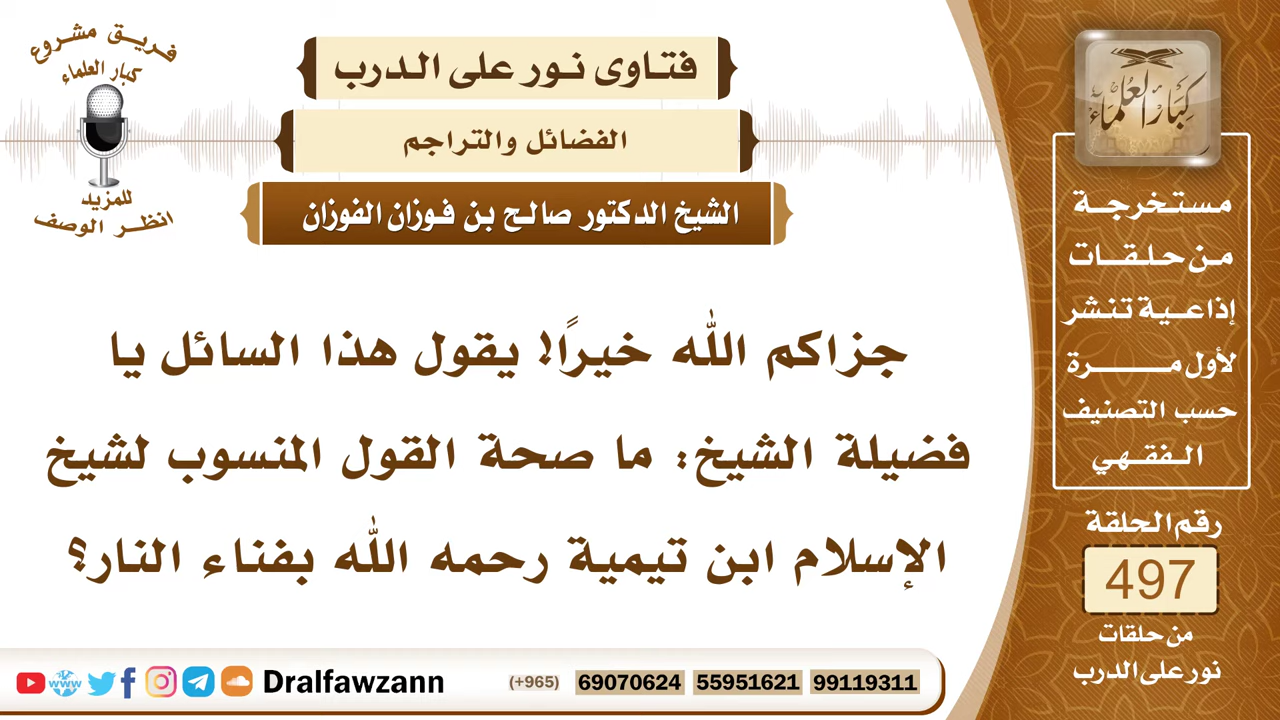 فريق مشروع
كبار العلماء
للمزيد
انظر الوصف
فتاوى نور على الدرب
الفضائل والتراجم
الشيخ الدكتور صالح بن فوزان الفوزان
جزاكم الله خيرًا! يقول هذا السائل يا
فضيلة الشيخ: ما صحة القول المنسوب لشيخ
الإسلام ابن تيمية رحمه الله بفناء النار؟
كبار العلماء
مستخرجة
من حلقات
إذاعية تنشر
لأول مرة
حسب التصنيف
الفقهي
رقم الحلقة
497
من حلقات
نور على الدرب
www Dralfawzann (+965) 69070624 55951621 99119311